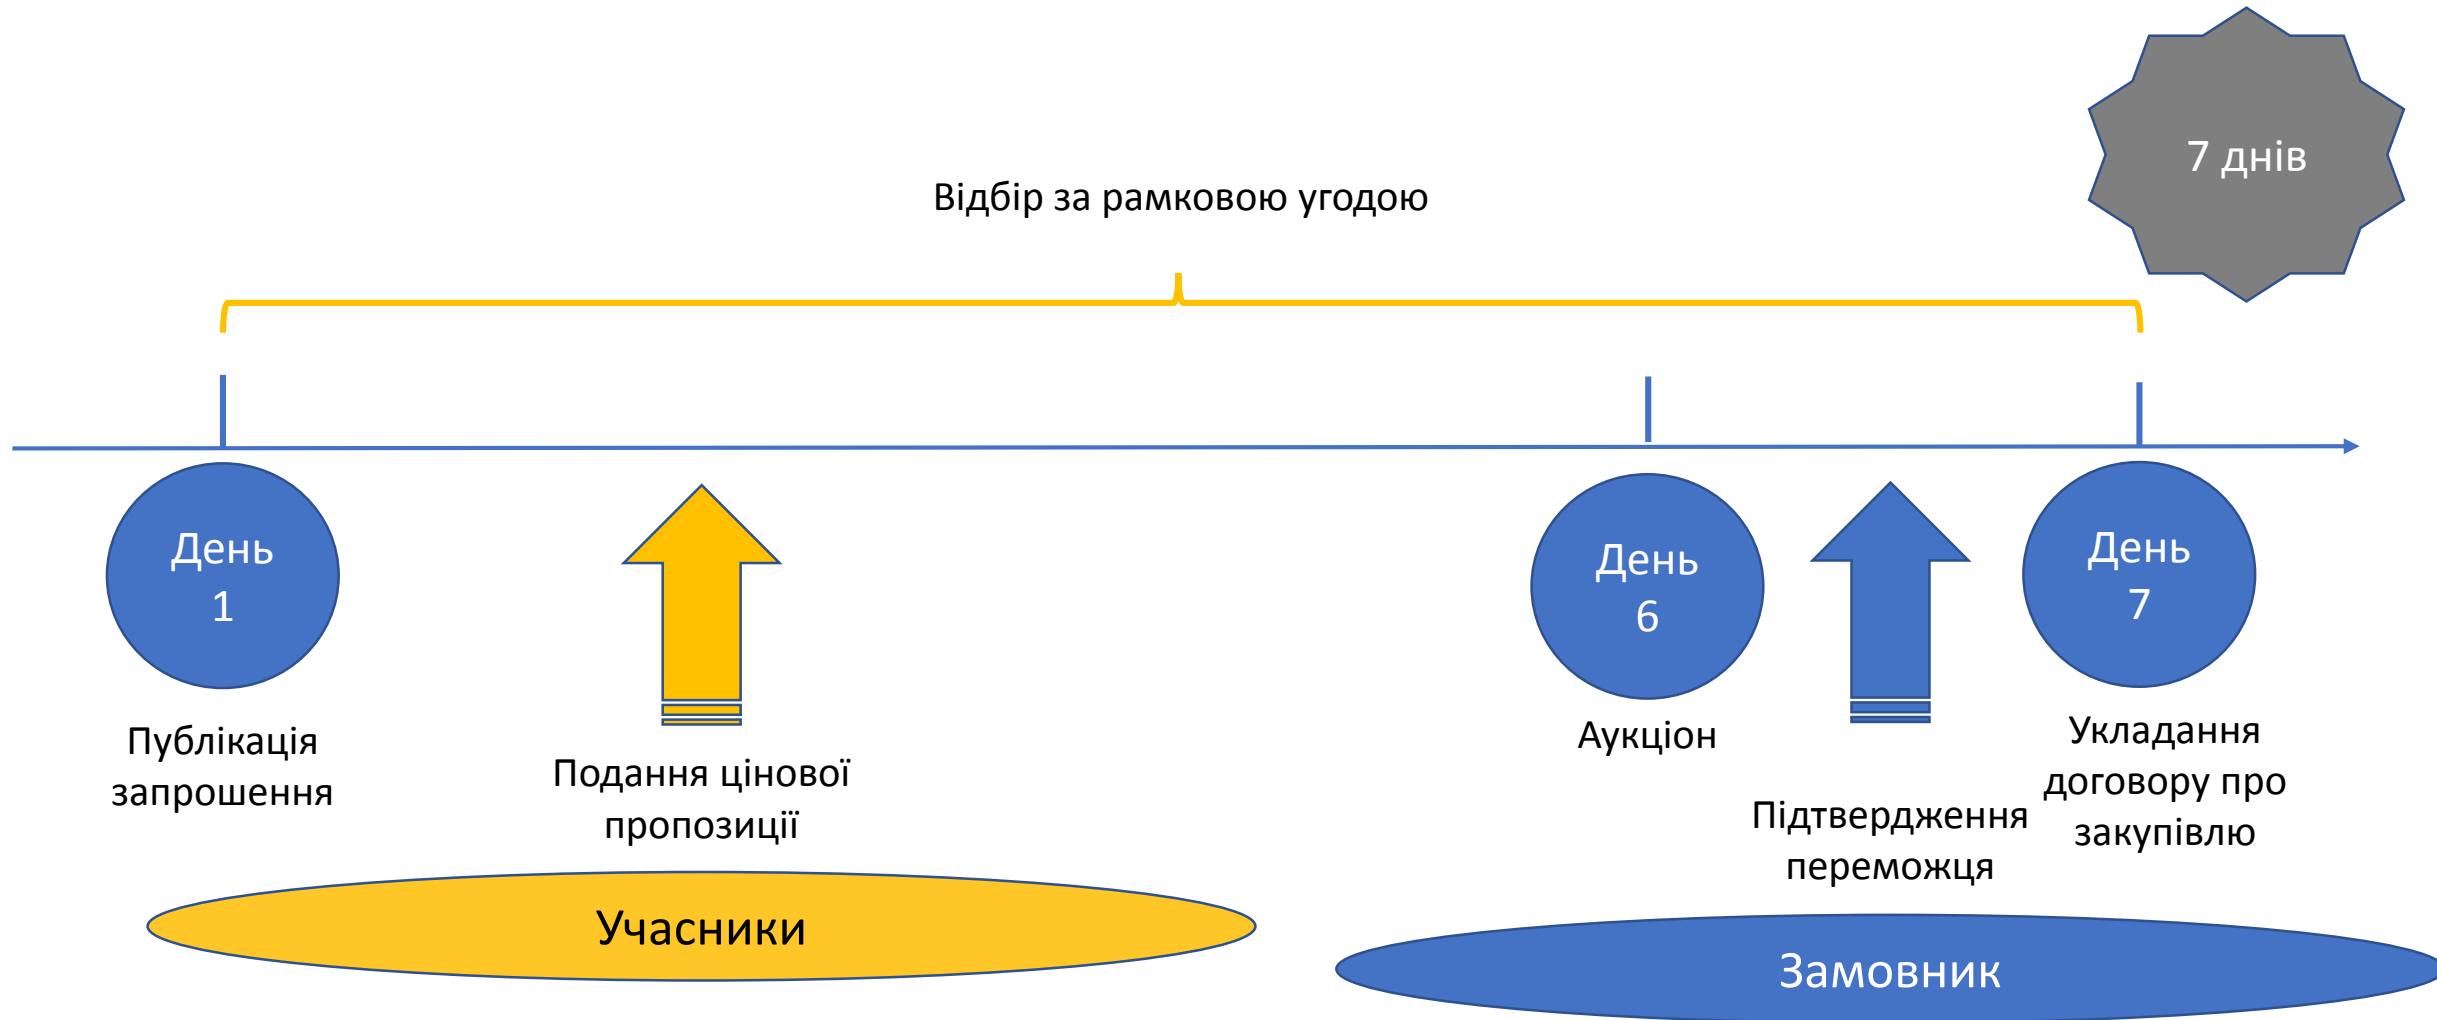 7 днів
Відбір за рамковою угодою
День
1
Публікація
запрошення
Подання цінової
пропозиції
Учасники
День
6
Аукціон
Підтвердження
переможця
День
7
Укладання
договору про
закупівлю
Замовник